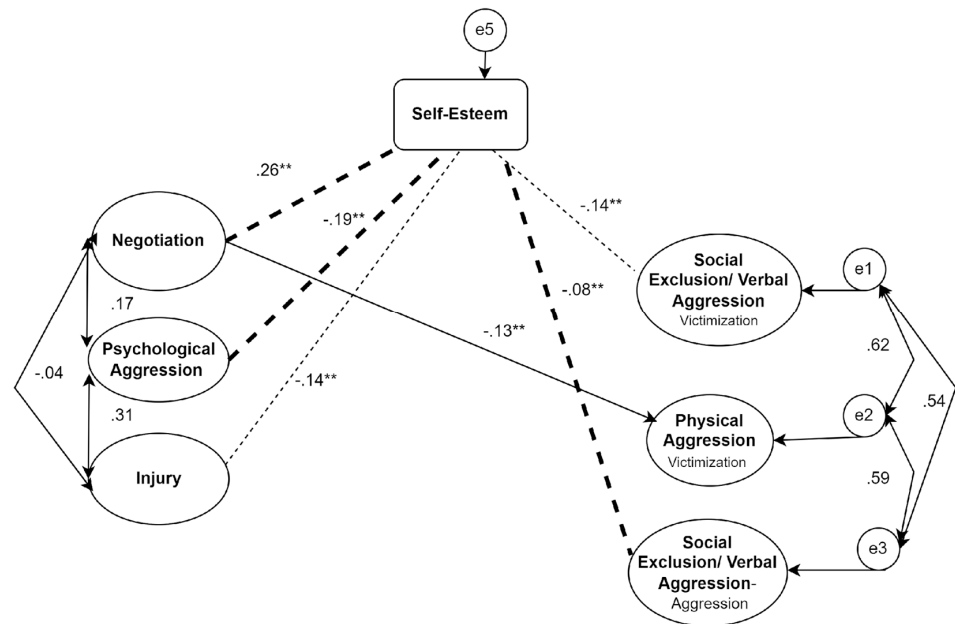 e5
Self-Esteem
.26**
-.19**
-.14**
Negotiation
Social
Exclusion/ Verbal
Aggression
Victimization
e1
-.08**
.17
-.13**
.62
Psychological
Aggression
-.04
-.14**
.54
.31
Physical
Aggression
Victimization
e2
Injury
.59
Social
Exclusion/ Verbal
Aggression-
Aggression
e3